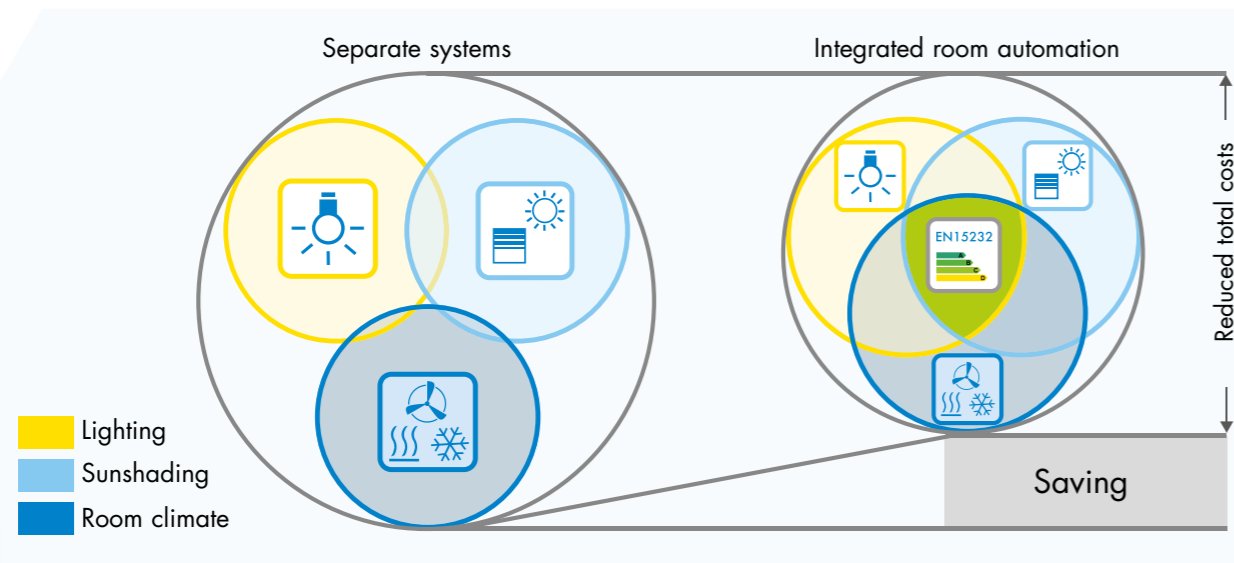 Separate systems
Integrated room automation
EN15232
A
B
C
D
Reduced total costs
Lighting
Sunshading
Room climate
Saving